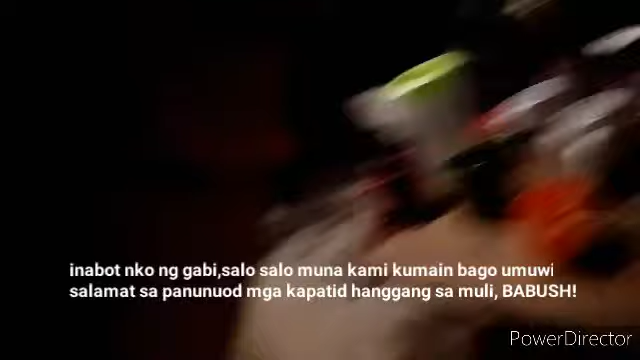 inabot nko ng gabi,salo salo muna kami kumain bago umuwi
salamat sa panunuod mga kapatid hanggang sa muli, BABUSH!
PowerDirector